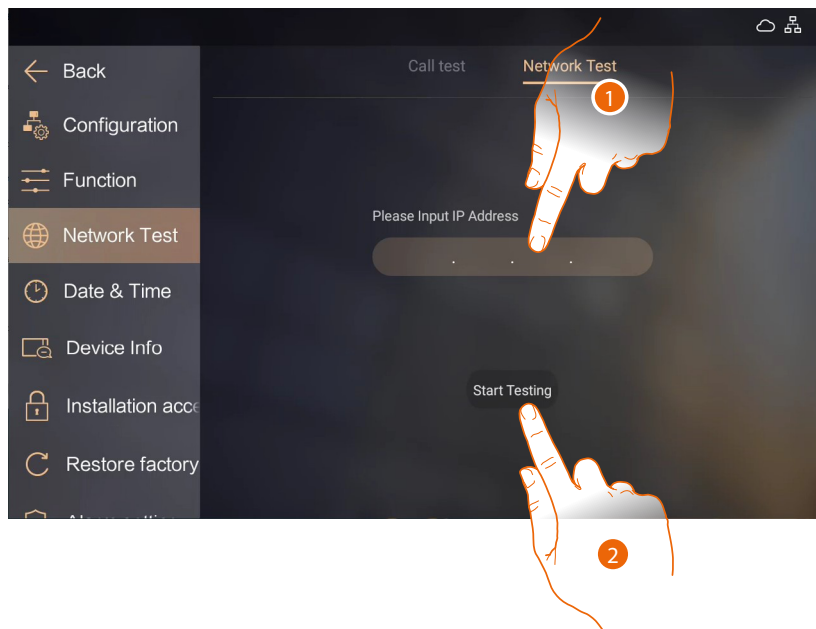 Back
Call test
Network Test
1
Configuration
Function
Please Input IP Address
Network Test
. . .
Date & Time
Device Info
Start Testing
Installation acce
Restore factory
2